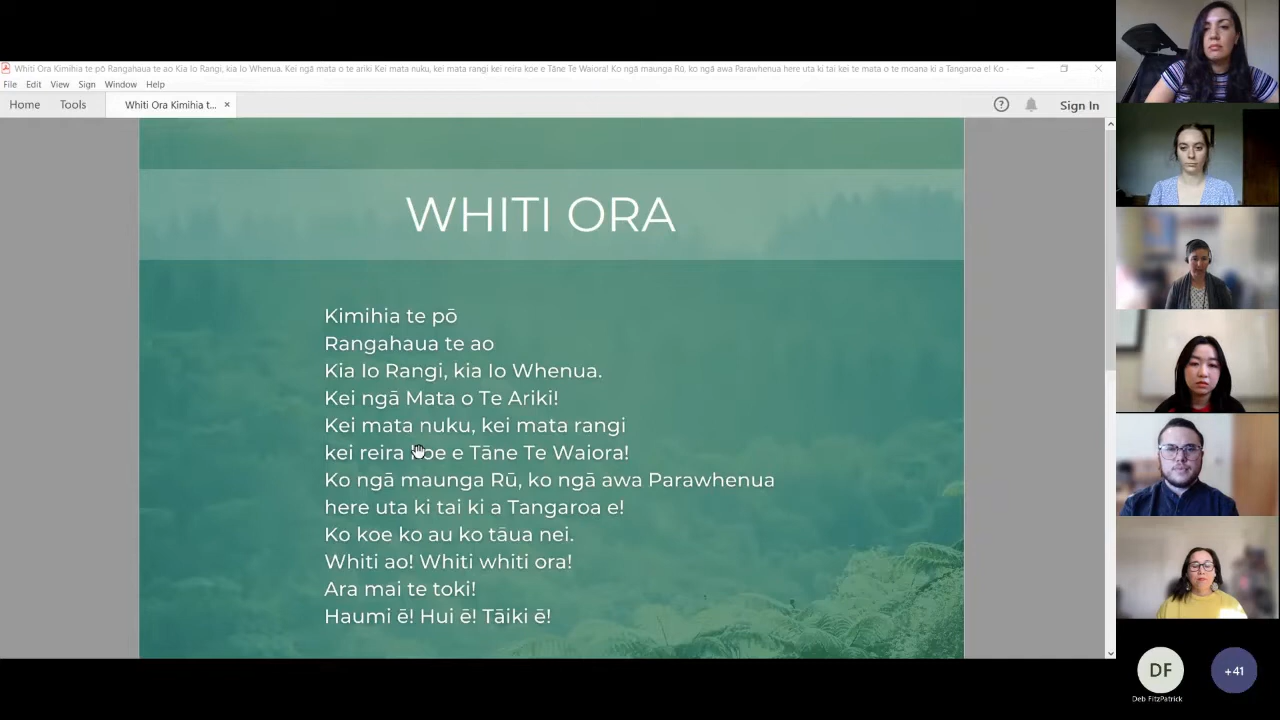 Whiti Ora Kimihia te pō Rangahaua te ao Kia Io Rangi, kia Io Whenua. Kei ngā mata o te ariki Kei mata nuku, kei mata rangi kei reira koe e Tāne Te Waiora! Ko ngā maunga Rū, ko ngā awa Parawhenua here uta ki tai kei te mata o te moana ki a Tangaroa e! Ko -
File Edit View Sign Window Help
Home Tools Whiti Ora Kimihia t... × Sign In
WHITI ORA
Kimihia te pō
Rangahaua te ao
Kia Io Rangi, kia Io Whenua.
Kei ngā Mata o Te Ariki!
Kei mata nuku, kei mata rangi
kei reira koe e Tāne Te Waiora!
Ko ngā maunga Rū, ko ngā awa Parawhenua
here uta ki tai ki a Tangaroa e!
Ko koe ko au ko tāua nei.
Whiti ao! Whiti whiti ora!
Ara mai te toki!
Haumi ē! Hui ē! Tāiki ē!
DF
Deb FitzPatrick
+41